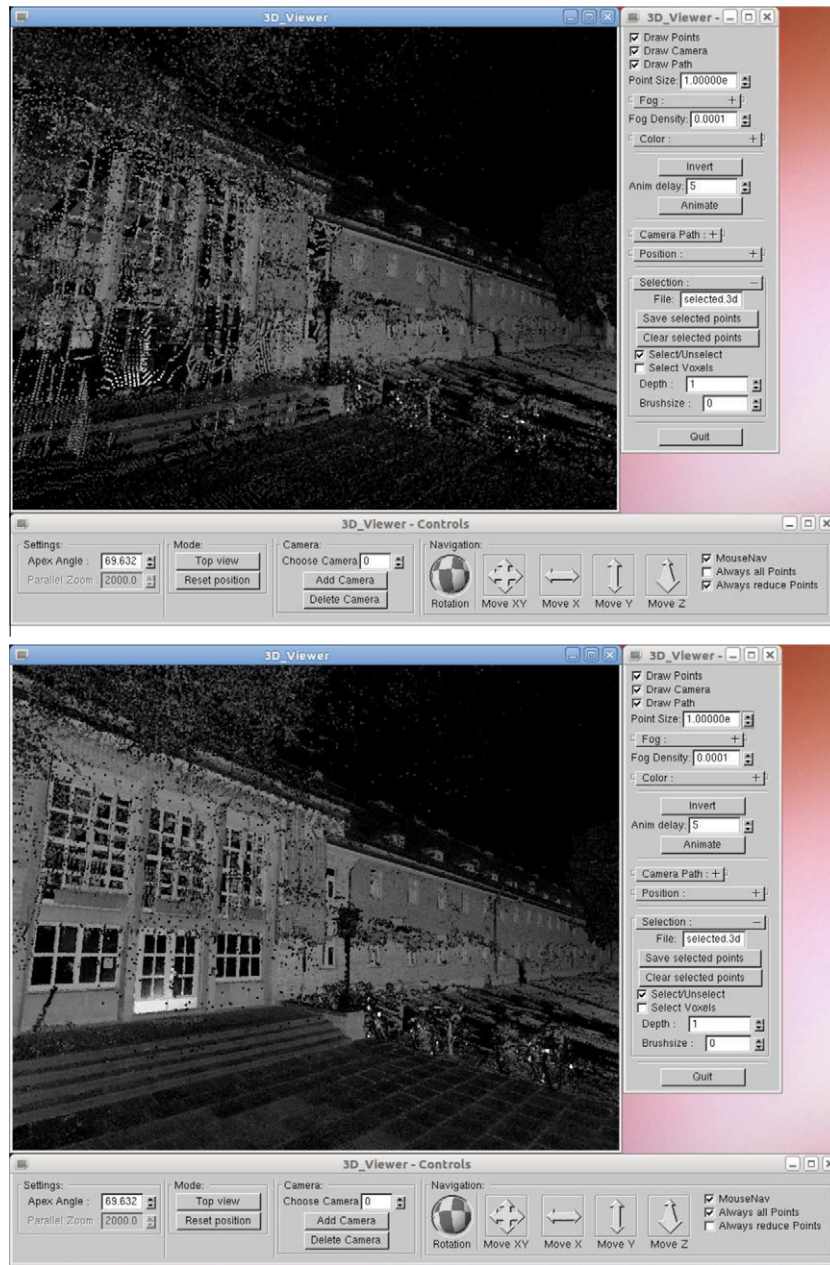 3D_Viewer
3D_Viewer -
Draw Points
Draw Camera
Draw Path
Point Size: 1.00000e
Fog : +
Fog Density: 0.0001
Color : +
Invert
Anim delay: 5
Animate
Camera Path : +
Position : +
Selection : −
File: selected.3d
Save selected points
Clear selected points
Select/Unselect
Select Voxels
Depth : 1
Brushsize : 0
Quit
3D_Viewer - Controls
Settings:
Apex Angle : 69.632
Parallel Zoom : 2000.0
Mode:
Top view
Reset position
Camera:
Choose Camera 0
Add Camera
Delete Camera
Navigation:
Rotation Move XY Move X Move Y Move Z
MouseNav
Always all Points
Always reduce Points
3D_Viewer
3D_Viewer -
Draw Points
Draw Camera
Draw Path
Point Size: 1.00000e
Fog : +
Fog Density: 0.0001
Color : +
Invert
Anim delay: 5
Animate
Camera Path : +
Position : +
Selection : −
File: selected.3d
Save selected points
Clear selected points
Select/Unselect
Select Voxels
Depth : 1
Brushsize : 0
Quit
3D_Viewer - Controls
Settings:
Apex Angle : 69.632
Parallel Zoom : 2000.0
Mode:
Top view
Reset position
Camera:
Choose Camera 0
Add Camera
Delete Camera
Navigation:
Rotation Move XY Move X Move Y Move Z
MouseNav
Always all Points
Always reduce Points